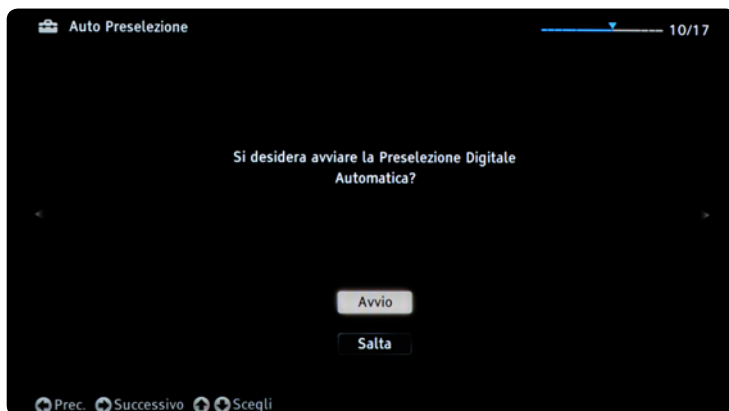 Auto Preselezione
10/17
Si desidera avviare la Preselezione Digitale
Automatica?
Avvio
Salta
Prec. Successivo Scegli